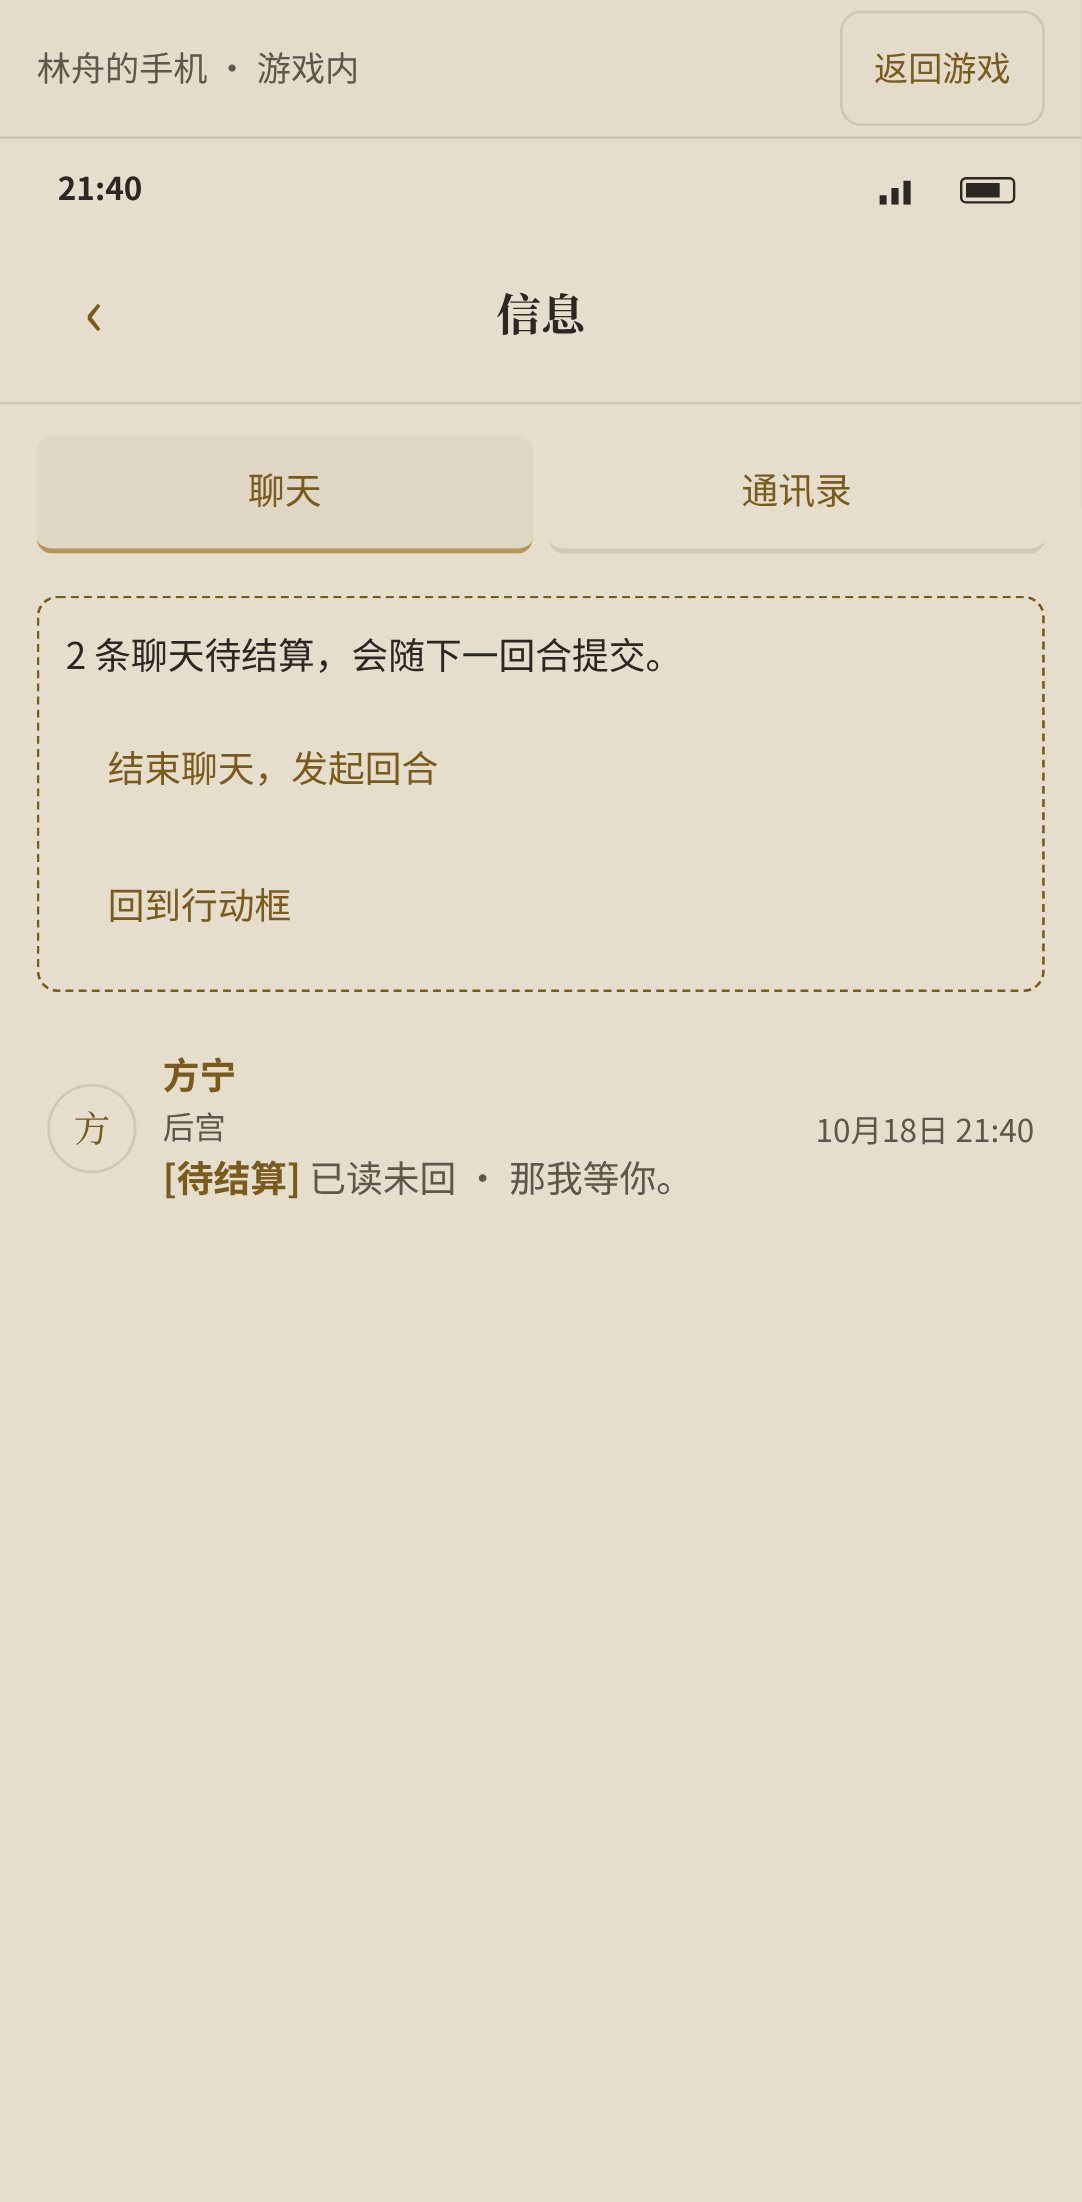 林舟的手机 · 游戏内
返回游戏
21:40
‹
信息
聊天
通讯录
2 条聊天待结算，会随下一回合提交。
结束聊天，发起回合
回到行动框
方
方宁
后宫
[待结算] 已读未回 · 那我等你。
10月18日 21:40